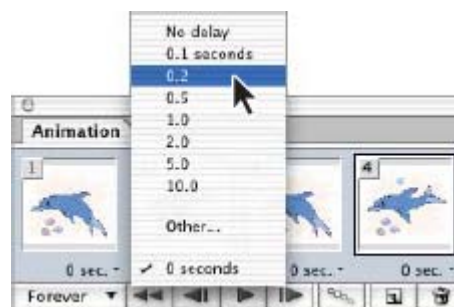 No delay
0.1 seconds
0.2
0.5
1.0
2.0
5.0
10.0
Other...
✓ 0 seconds
Animation
1
4
0 sec.
0 sec.
0 sec.
Forever